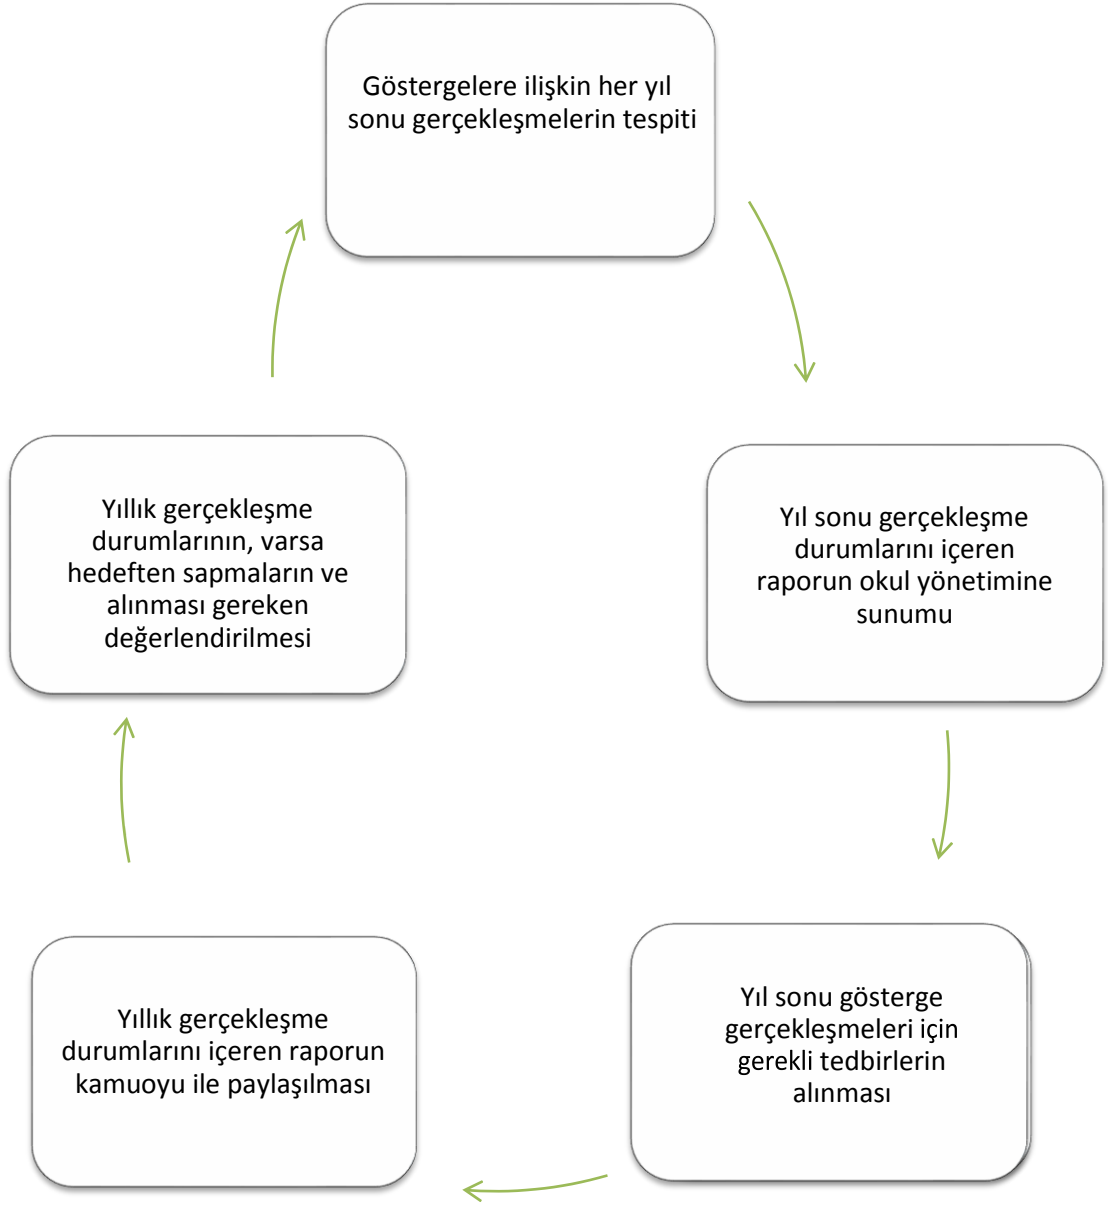 Göstergelere ilişkin her yıl
sonu gerçekleşmelerin tespiti
Yıl sonu gerçekleşme
durumlarını içeren
raporun okul yönetimine
sunumu
Yıl sonu gösterge
gerçekleşmeleri için
gerekli tedbirlerin
alınması
Yıllık gerçekleşme
durumlarını içeren raporun
kamuoyu ile paylaşılması
Yıllık gerçekleşme
durumlarının, varsa
hedeften sapmaların ve
alınması gereken
değerlendirilmesi